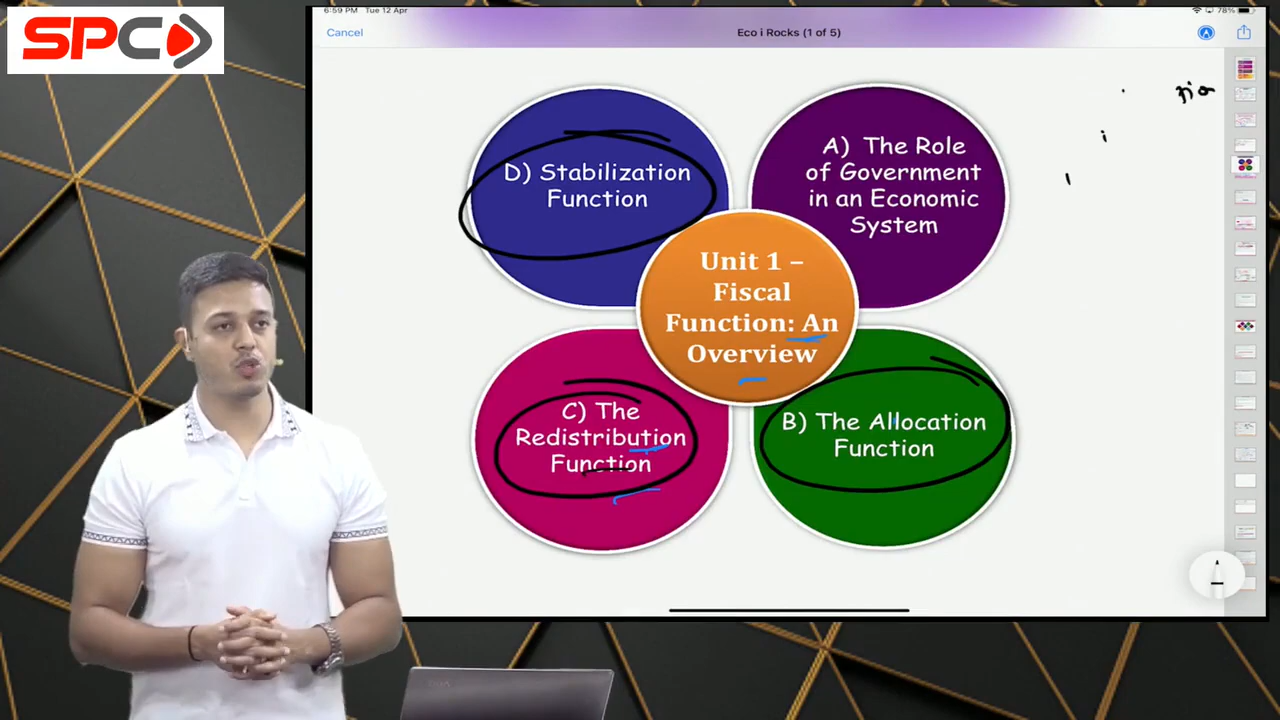 SPC
6:59 PM Tue 12 Apr
78%
Cancel
Eco i Rocks (1 of 5)
D) Stabilization
Function
A) The Role
of Government
in an Economic
System
Unit 1 –
Fiscal
Function: An
Overview
C) The
Redistribution
Function
B) The Allocation
Function